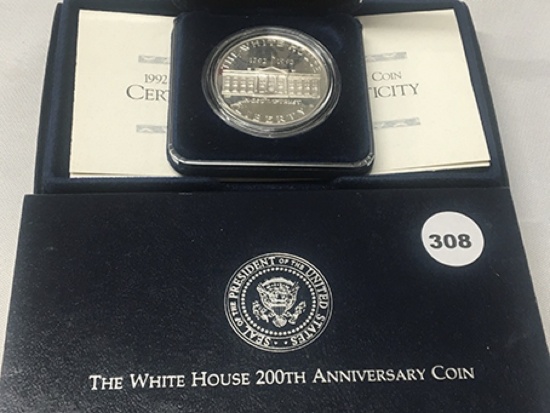 THE WHITE HOUSE
1792 1992
LIBERTY
1992
COIN
CERT
TICITY
308
SEAL OF THE PRESIDENT OF THE UNITED STATES
THE WHITE HOUSE 200TH ANNIVERSARY COIN